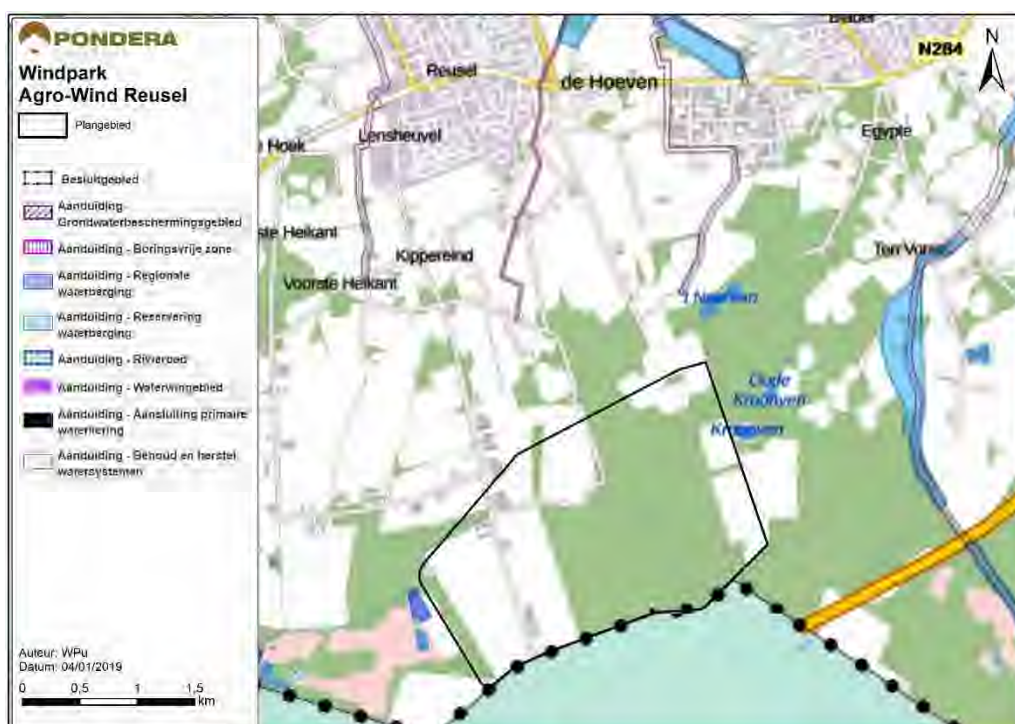 PONDERA
Windpark
Agro-Wind Reusel
Plangebied
Besluitgebied
Aanduiding -
Grondwaterbeschermingsgebied
Aanduiding - Boringsvrije zone
Aanduiding - Regionale
waterberging
Aanduiding - Reservering
waterberging
Aanduiding - Rivierbed
Aanduiding - Waterwingebied
Aanduiding - Aansluiting primaire
waterkering
Aanduiding - Behoud en herstel
watersystemen
Auteur: WPu
Datum: 04/01/2019
0 0,5 1 1,5
km
N
N284
Bladel
Reusel
de Hoeven
Lensheuvel
Hoek
Egypte
ste Heikant
Kippereind
Voorste Heikant
Ten Vorsel
Oude
Kroonven